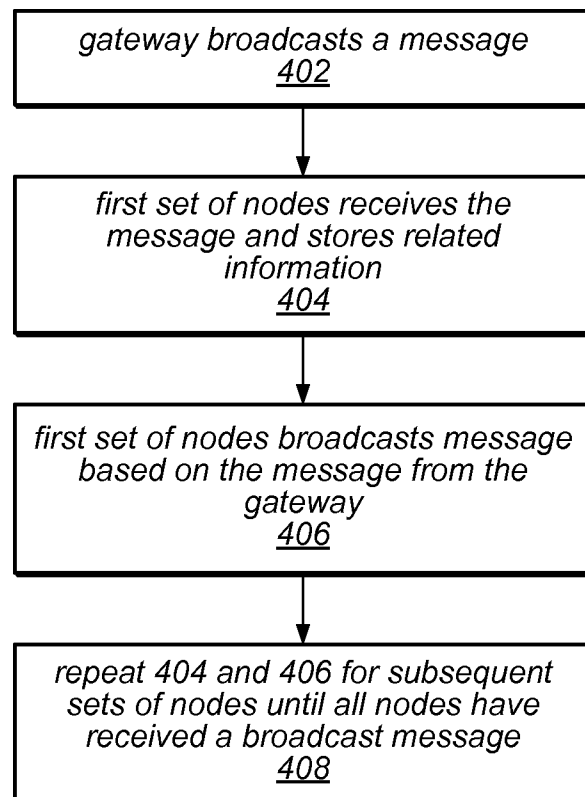 gateway broadcasts a message
402
first set of nodes receives the
message and stores related
information
404
first set of nodes broadcasts message
based on the message from the
gateway
406
repeat 404 and 406 for subsequent
sets of nodes until all nodes have
received a broadcast message
408